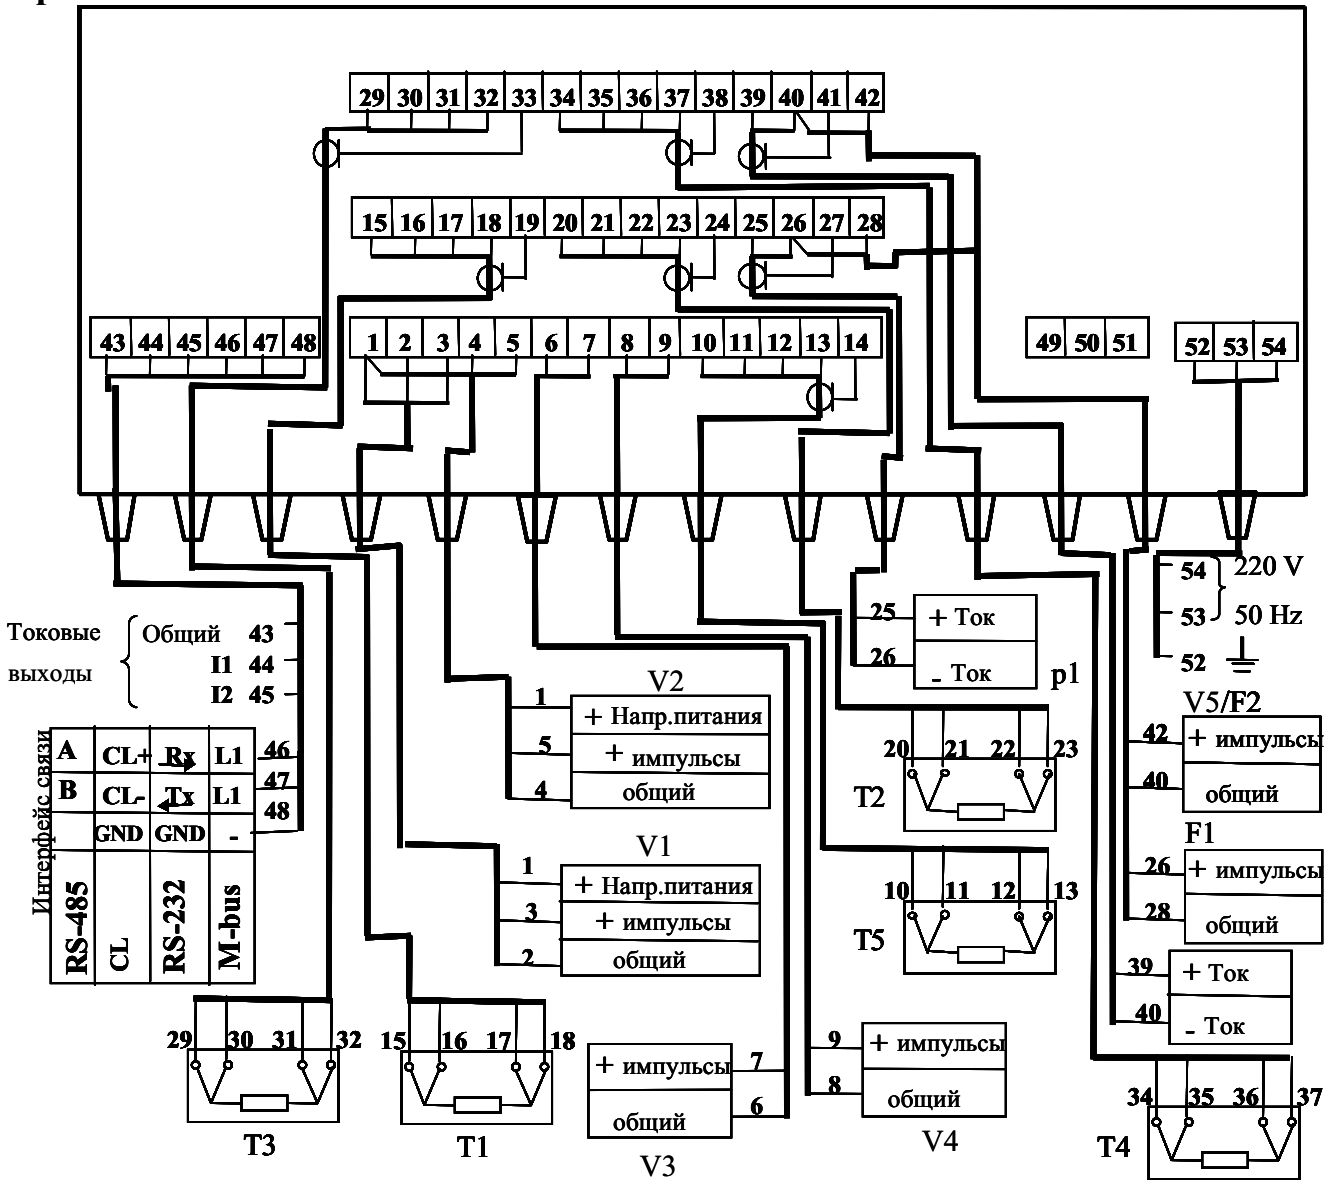 29 30 31 32 33 34 35 36 37 38 39 40 41 42
15 16 17 18 19 20 21 22 23 24 25 26 27 28
43 44 45 46 47 48
1 2 3 4 5 6 7 8 9 10 11 12 13 14
49 50 51
52 53 54
54 220 V
53 50 Hz
52
Токовые выходы
Общий 43
I1 44
I2 45
Интерфейс связи
A CL+ Rx L1 46
B CL- Tx L1 47
GND GND - 48
RS-485 CL RS-232 M-bus
V2
1 + Напр.питания
5 + импульсы
4 общий
V1
1 + Напр.питания
3 + импульсы
2 общий
25 + Ток
26 - Ток
p1
20 21 22 23
T2
10 11 12 13
T5
V5/F2
42 + импульсы
40 общий
F1
26 + импульсы
28 общий
39 + Ток
40 - Ток
29 30 31 32
T3
15 16 17 18
T1
+ импульсы 7
общий 6
V3
9 + импульсы
8 общий
V4
34 35 36 37
T4